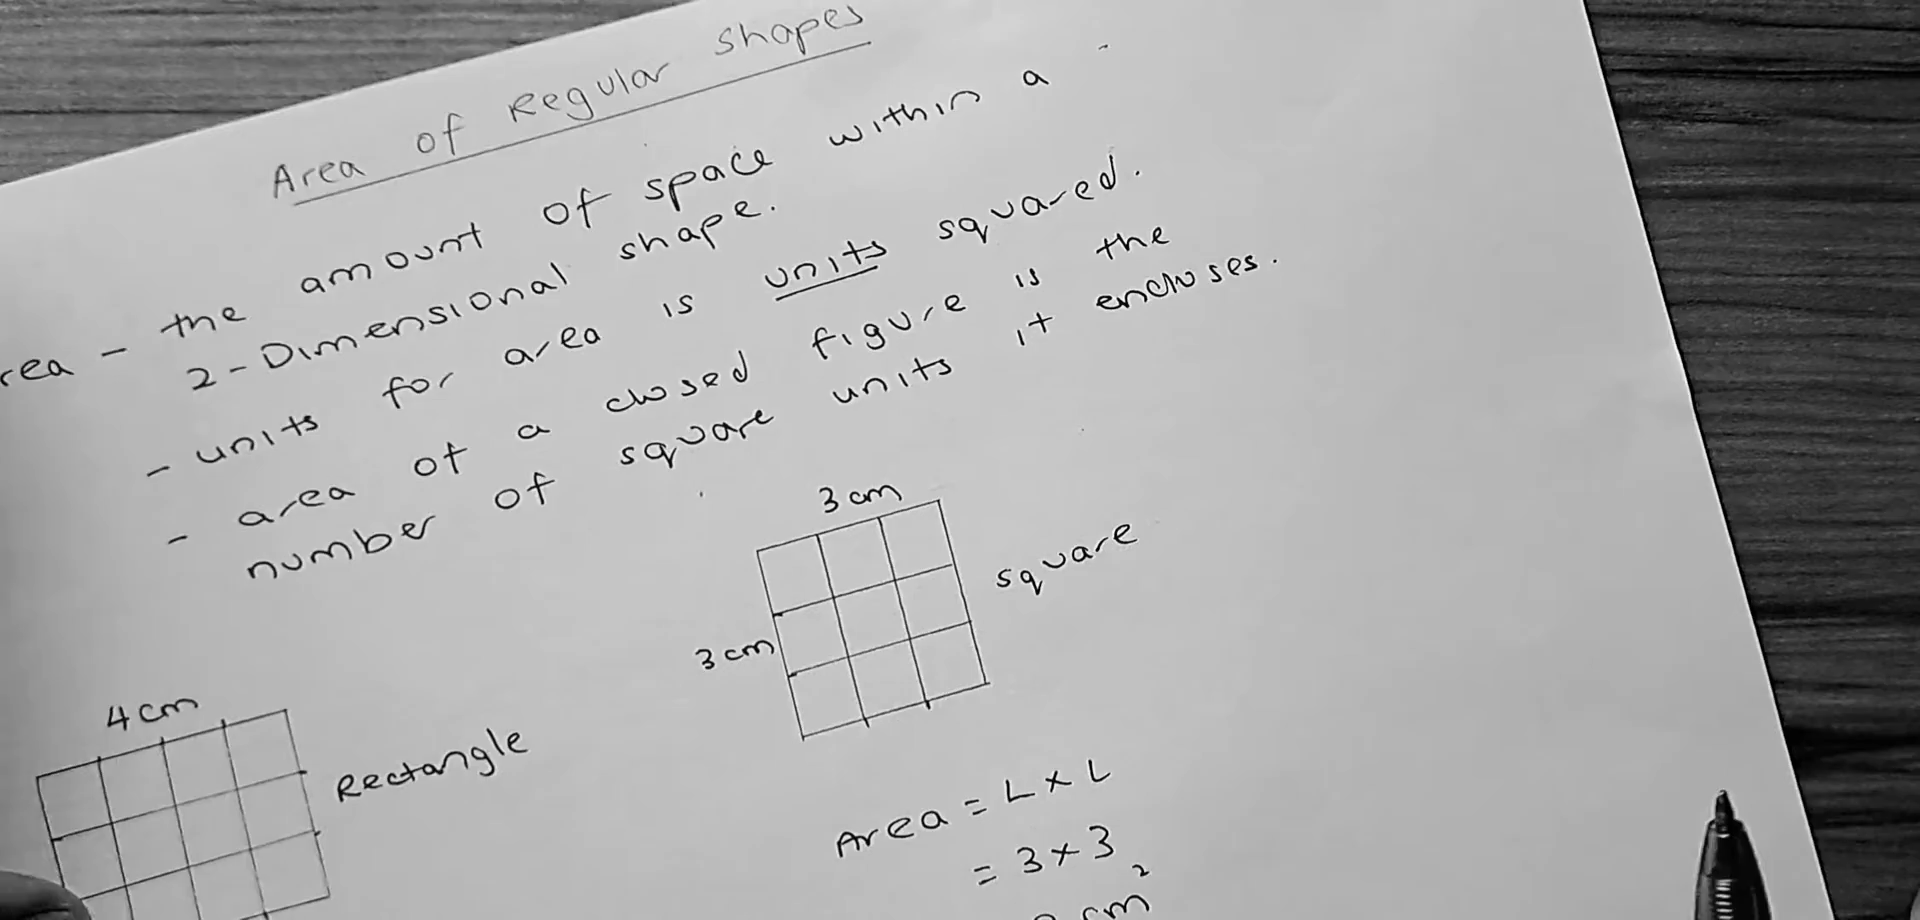 Area of Regular Shapes
rea - the amount of space within a
2-Dimensional shape.
- units for area is units squared.
- area of a closed figure is the
number of square units it encloses.
3 cm
square
3 cm
4 cm
Rectangle
Area = L × L
= 3 × 3
cm²